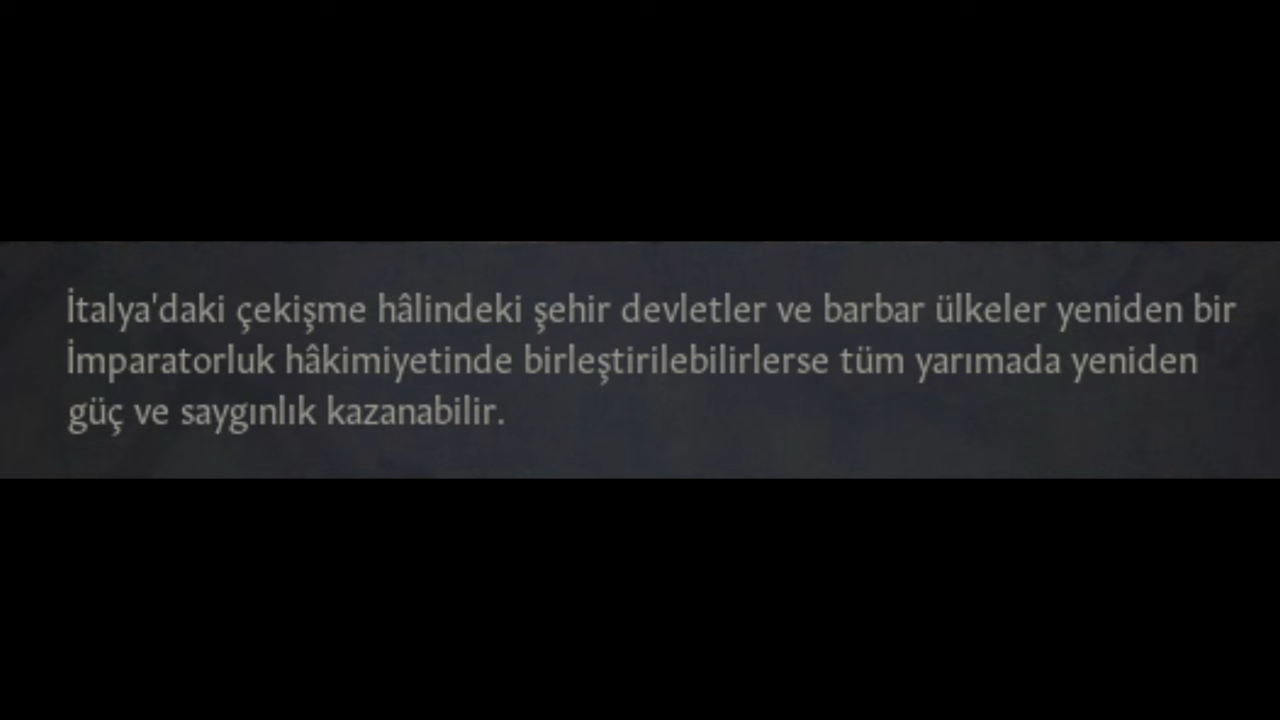 İtalya'daki çekişme hâlindeki şehir devletler ve barbar ülkeler yeniden bir
İmparatorluk hâkimiyetinde birleştirilebilirlerse tüm yarımada yeniden
güç ve saygınlık kazanabilir.